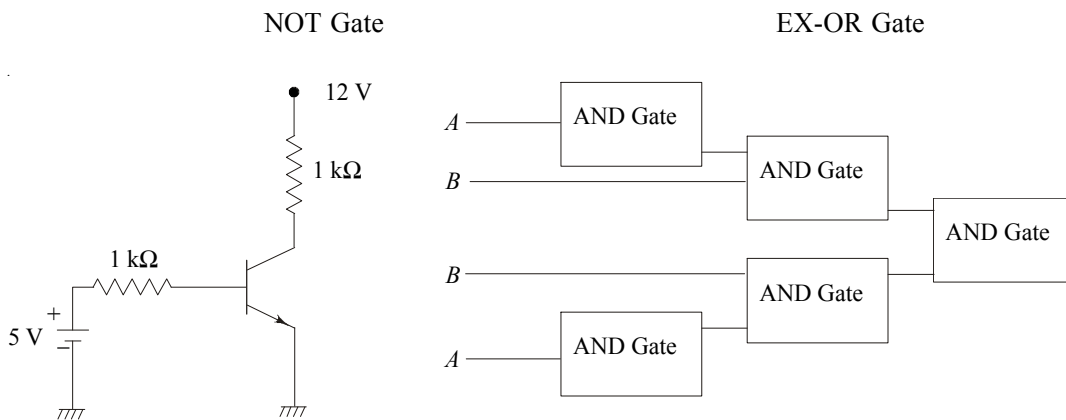 NOT Gate
EX-OR Gate
12 V
1 kΩ
1 kΩ
+
5 V
−
A
AND Gate
B
AND Gate
AND Gate
B
AND Gate
A
AND Gate